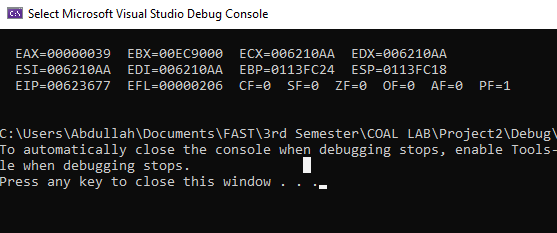 Select Microsoft Visual Studio Debug Console
EAX=00000039 EBX=00EC9000 ECX=006210AA EDX=006210AA
ESI=006210AA EDI=006210AA EBP=0113FC24 ESP=0113FC18
EIP=00623677 EFL=00000206 CF=0 SF=0 ZF=0 OF=0 AF=0 PF=1
C:\Users\Abdullah\Documents\FAST\3rd Semester\COAL LAB\Project2\Debug\
To automatically close the console when debugging stops, enable Tools-
le when debugging stops.
Press any key to close this window . . .